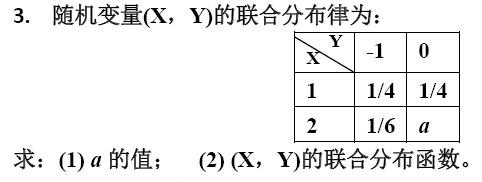 3. 随机变量(X，Y)的联合分布律为:
Y
X
-1 0
1 1/4 1/4
2 1/6 a
求：(1) a 的值； (2) (X，Y)的联合分布函数。